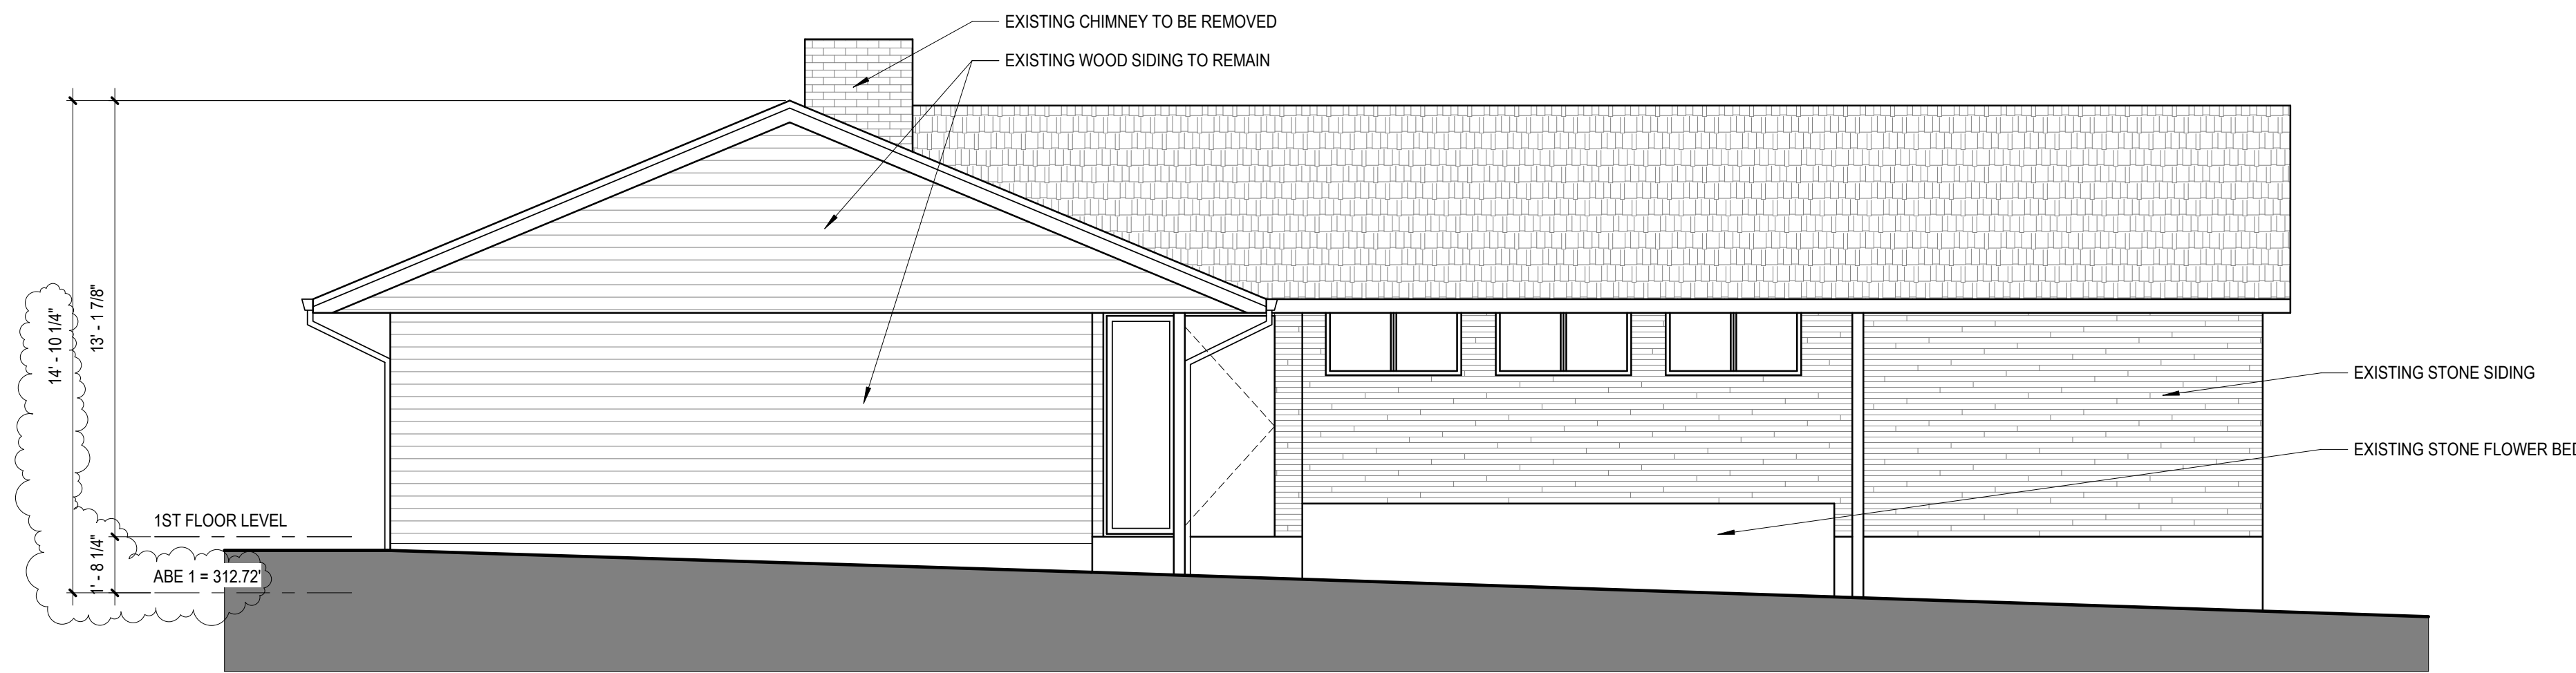 EXISTING CHIMNEY TO BE REMOVED
EXISTING WOOD SIDING TO REMAIN
14' - 10 1/4"
13' - 1 7/8"
EXISTING STONE SIDING
EXISTING STONE FLOWER BED
1ST FLOOR LEVEL
1' - 8 1/4"
ABE 1 = 312.72'